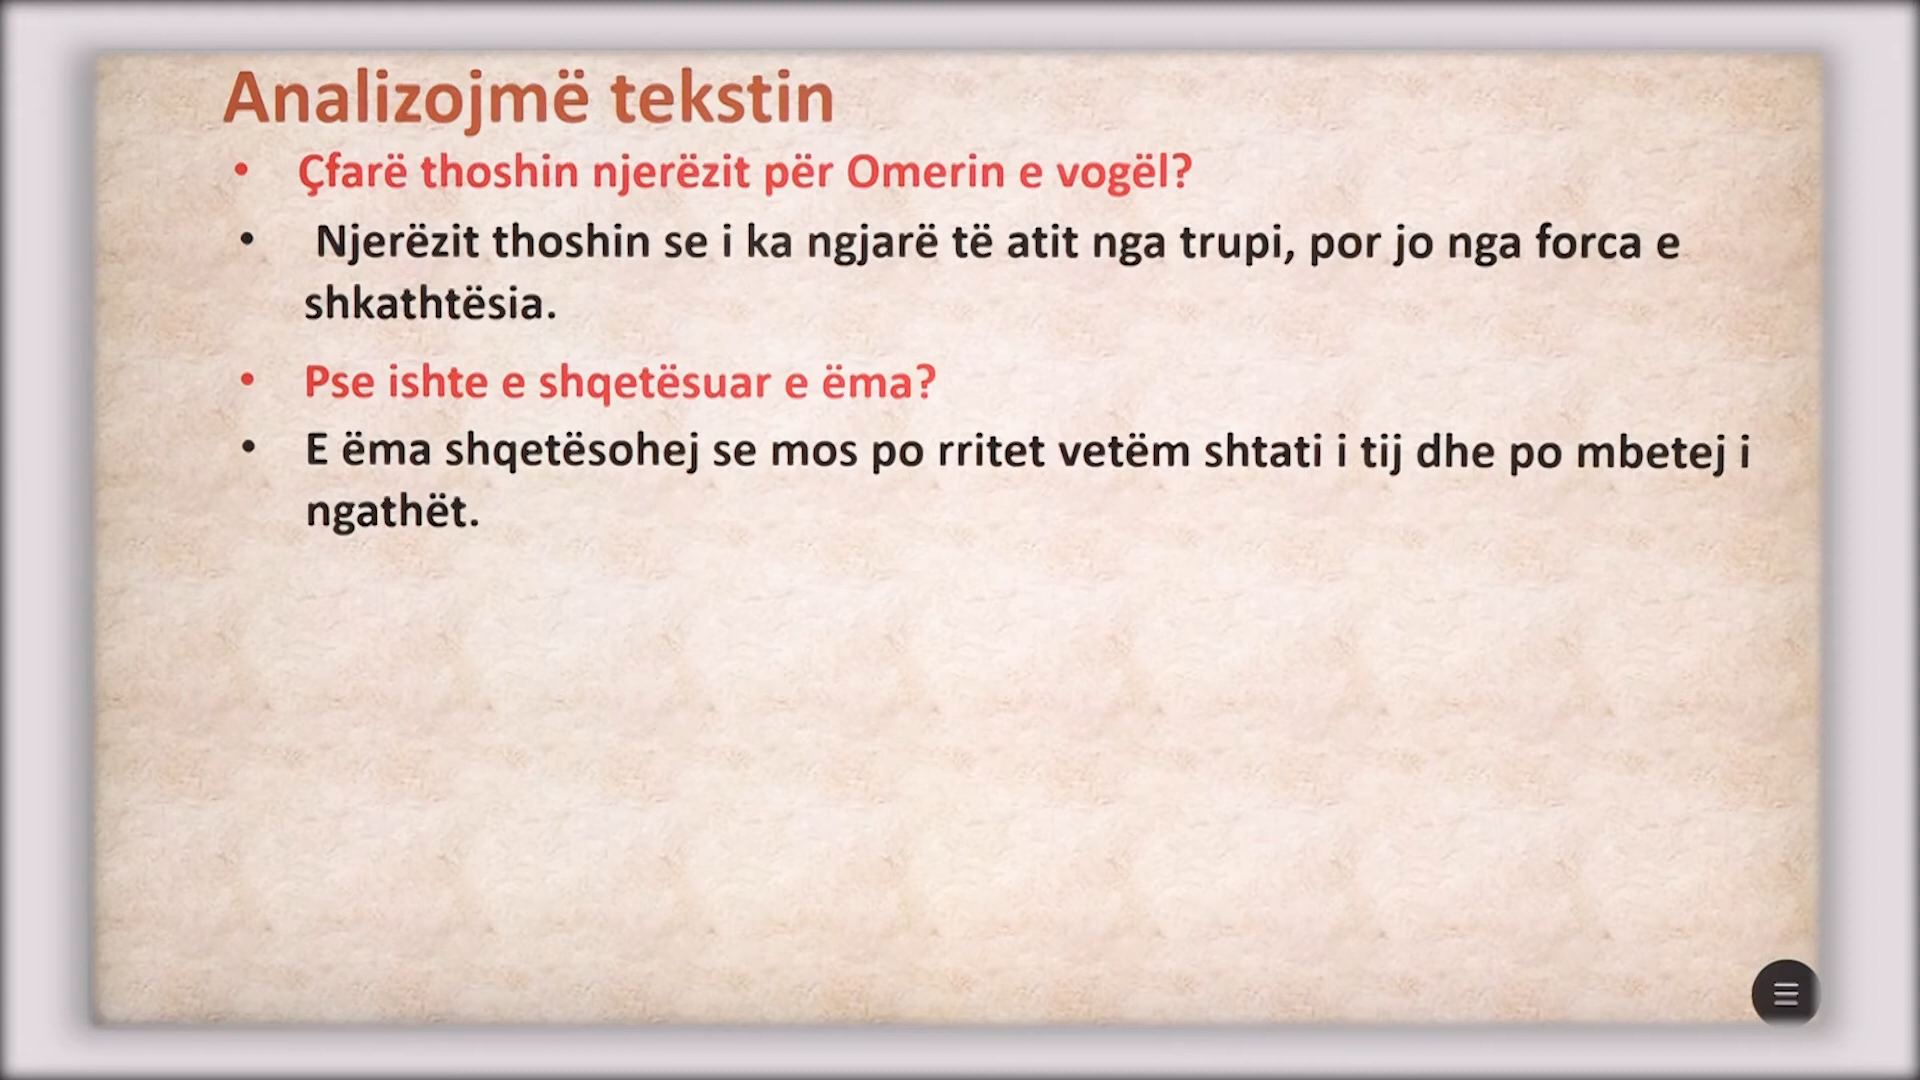 Analizojmë tekstin
• Çfarë thoshin njerëzit për Omerin e vogël?
• Njerëzit thoshin se i ka ngjarë të atit nga trupi, por jo nga forca e
shkathtësia.
• Pse ishte e shqetësuar e ëma?
• E ëma shqetësohej se mos po rritet vetëm shtati i tij dhe po mbetej i
ngathët.